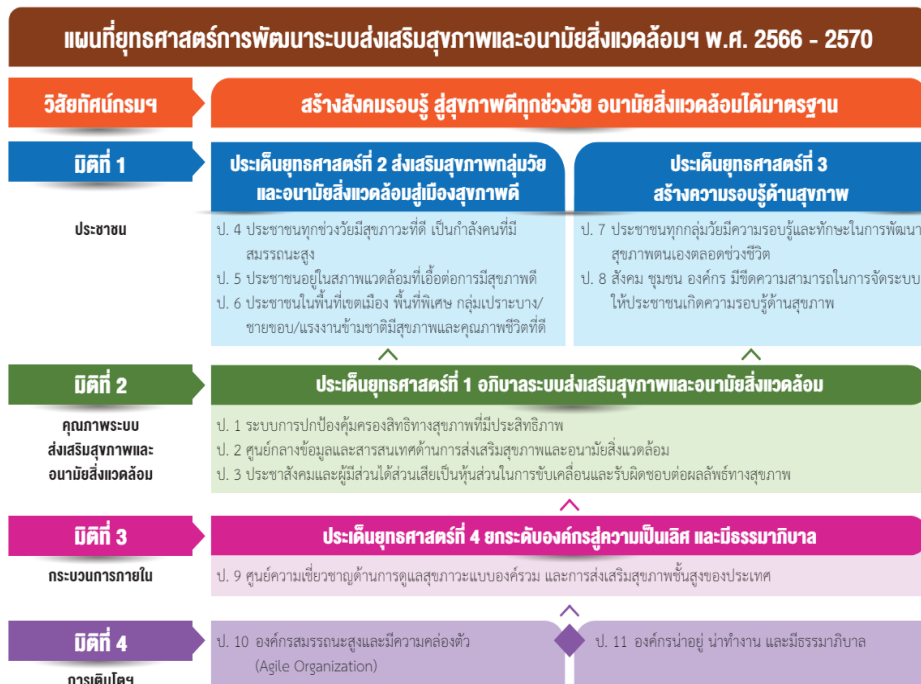 แผนที่ยุทธศาสตร์การพัฒนาระบบส่งเสริมสุขภาพและอนามัยสิ่งแวดล้อมฯ พ.ศ. 2566 - 2570
วิสัยทัศน์กรมฯ
สร้างสังคมรอบรู้ สู่สุขภาพดีทุกช่วงวัย อนามัยสิ่งแวดล้อมได้มาตรฐาน
มิติที่ 1
ประชาชน
ประเด็นยุทธศาสตร์ที่ 2 ส่งเสริมสุขภาพกลุ่มวัย
และอนามัยสิ่งแวดล้อมสู่เมืองสุขภาพดี
ป. 4 ประชาชนทุกช่วงวัยมีสุขภาวะที่ดี เป็นกำลังคนที่มี
สมรรถนะสูง
ป. 5 ประชาชนอยู่ในสภาพแวดล้อมที่เอื้อต่อการมีสุขภาพดี
ป. 6 ประชาชนในพื้นที่เขตเมือง พื้นที่พิเศษ กลุ่มเปราะบาง/
ชายขอบ/แรงงานข้ามชาติมีสุขภาพและคุณภาพชีวิตที่ดี
ประเด็นยุทธศาสตร์ที่ 3
สร้างความรอบรู้ด้านสุขภาพ
ป. 7 ประชาชนทุกกลุ่มวัยมีความรอบรู้และทักษะในการพัฒนา
สุขภาพตนเองตลอดช่วงชีวิต
ป. 8 สังคม ชุมชน องค์กร มีขีดความสามารถในการจัดระบบ
ให้ประชาชนเกิดความรอบรู้ด้านสุขภาพ
มิติที่ 2
คุณภาพระบบ
ส่งเสริมสุขภาพและ
อนามัยสิ่งแวดล้อม
ประเด็นยุทธศาสตร์ที่ 1 อภิบาลระบบส่งเสริมสุขภาพและอนามัยสิ่งแวดล้อม
ป. 1 ระบบการปกป้องคุ้มครองสิทธิทางสุขภาพที่มีประสิทธิภาพ
ป. 2 ศูนย์กลางข้อมูลและสารสนเทศด้านการส่งเสริมสุขภาพและอนามัยสิ่งแวดล้อม
ป. 3 ประชาสังคมและผู้มีส่วนได้ส่วนเสียเป็นหุ้นส่วนในการขับเคลื่อนและรับผิดชอบต่อผลลัพธ์ทางสุขภาพ
มิติที่ 3
กระบวนการภายใน
ประเด็นยุทธศาสตร์ที่ 4 ยกระดับองค์กรสู่ความเป็นเลิศ และมีธรรมาภิบาล
ป. 9 ศูนย์ความเชี่ยวชาญด้านการดูแลสุขภาวะแบบองค์รวม และการส่งเสริมสุขภาพชั้นสูงของประเทศ
มิติที่ 4
การเติบโตฯ
ป. 10 องค์กรสมรรถนะสูงและมีความคล่องตัว
(Agile Organization)
ป. 11 องค์กรน่าอยู่ น่าทำงาน และมีธรรมาภิบาล